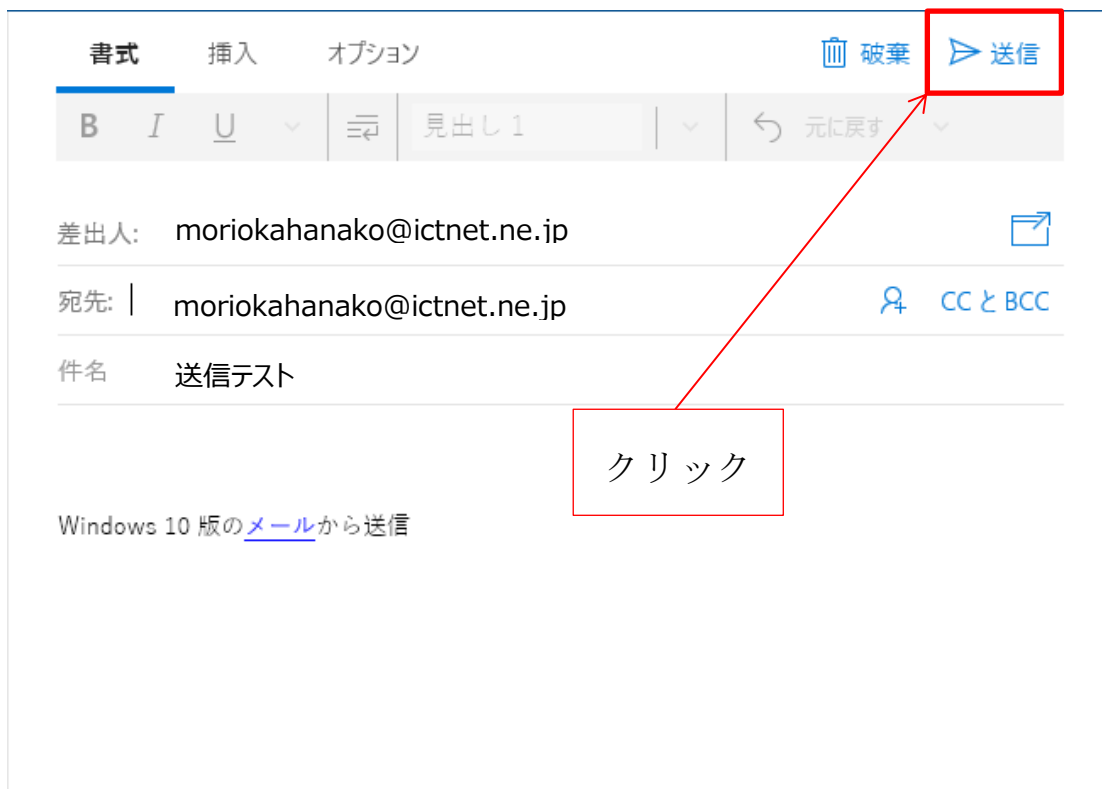 書式 挿入 オプション 破棄 送信
B I U 見出し 1 元に戻す
差出人: moriokahanako@ictnet.ne.jp
宛先: moriokahanako@ictnet.ne.jp CC と BCC
件名 送信テスト
クリック
Windows 10 版のメールから送信